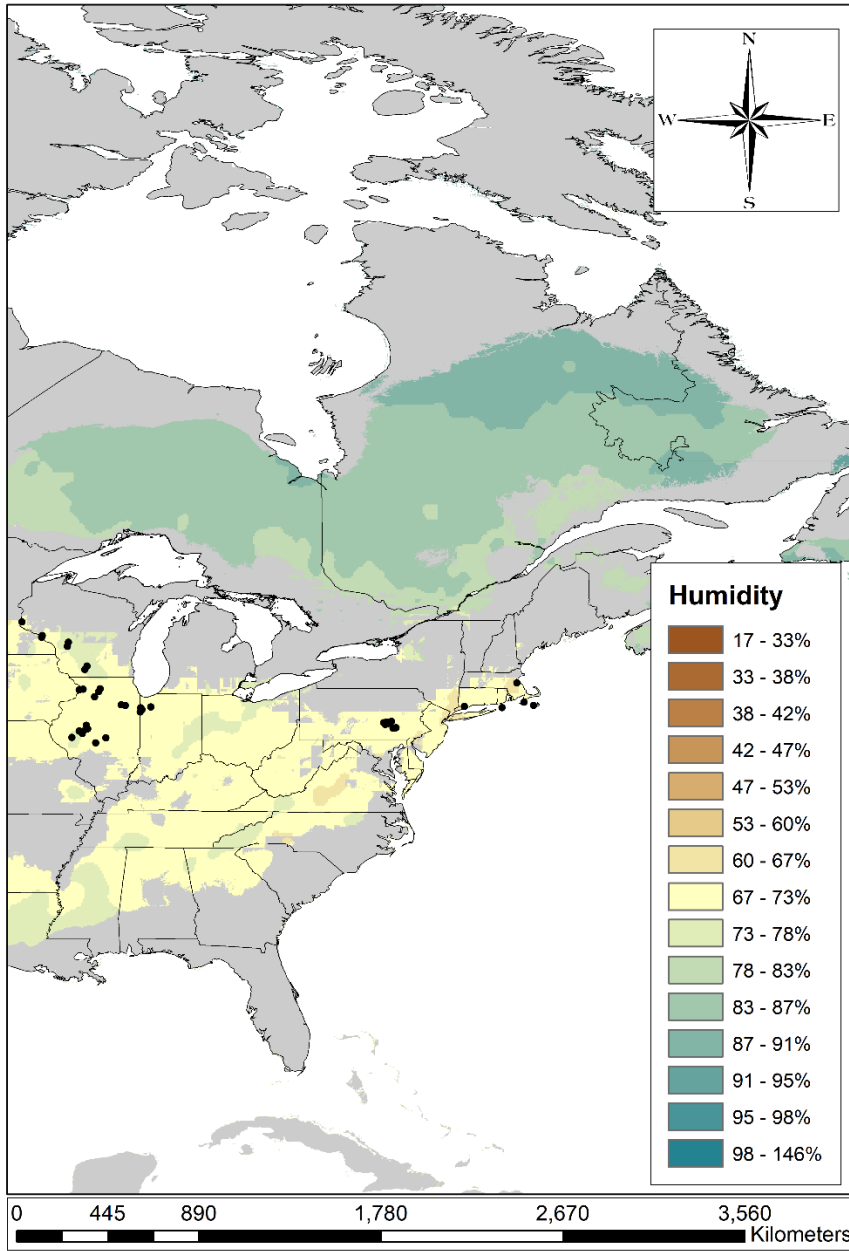 N
W E
S
Humidity
17 - 33%
33 - 38%
38 - 42%
42 - 47%
47 - 53%
53 - 60%
60 - 67%
67 - 73%
73 - 78%
78 - 83%
83 - 87%
87 - 91%
91 - 95%
95 - 98%
98 - 146%
0 445 890 1,780 2,670 3,560
Kilometers